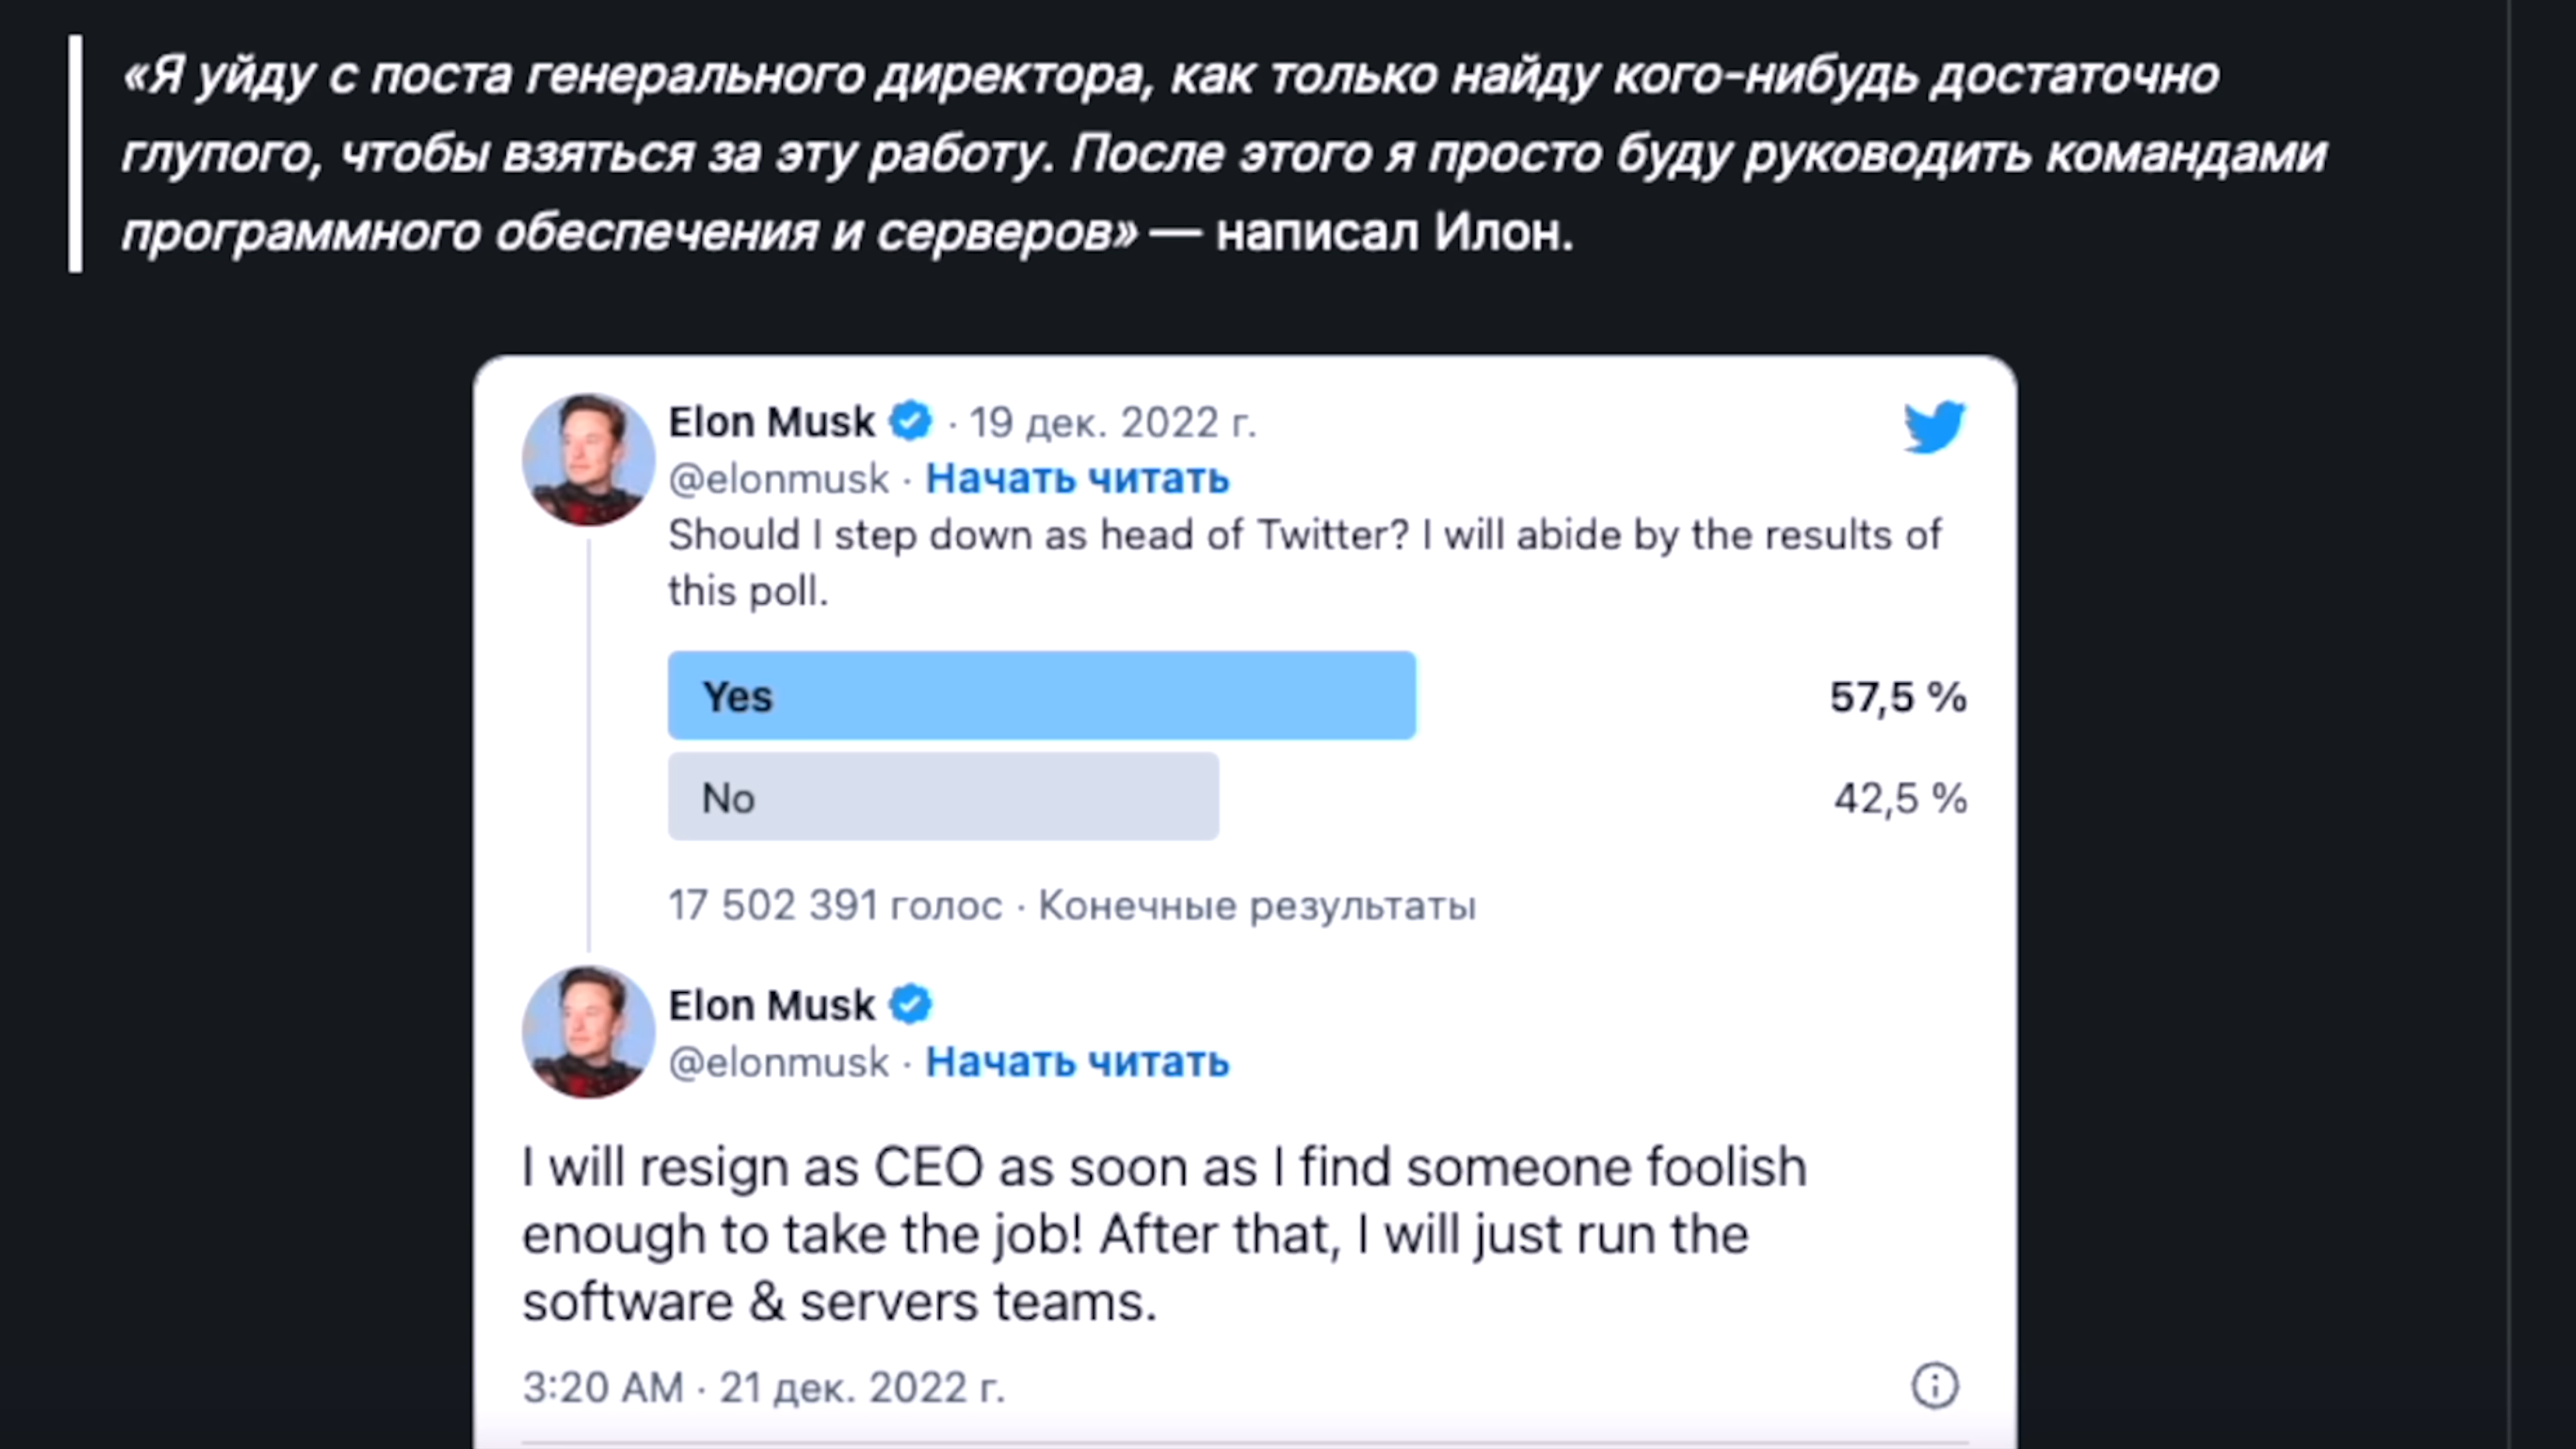 «Я уйду с поста генерального директора, как только найду кого-нибудь достаточно
глупого, чтобы взяться за эту работу. После этого я просто буду руководить командами
программного обеспечения и серверов» — написал Илон.
Elon Musk · 19 дек. 2022 г.
@elonmusk · Начать читать
Should I step down as head of Twitter? I will abide by the results of
this poll.
Yes 57,5 %
No 42,5 %
17 502 391 голос · Конечные результаты
Elon Musk
@elonmusk · Начать читать
I will resign as CEO as soon as I find someone foolish
enough to take the job! After that, I will just run the
software & servers teams.
3:20 AM · 21 дек. 2022 г.